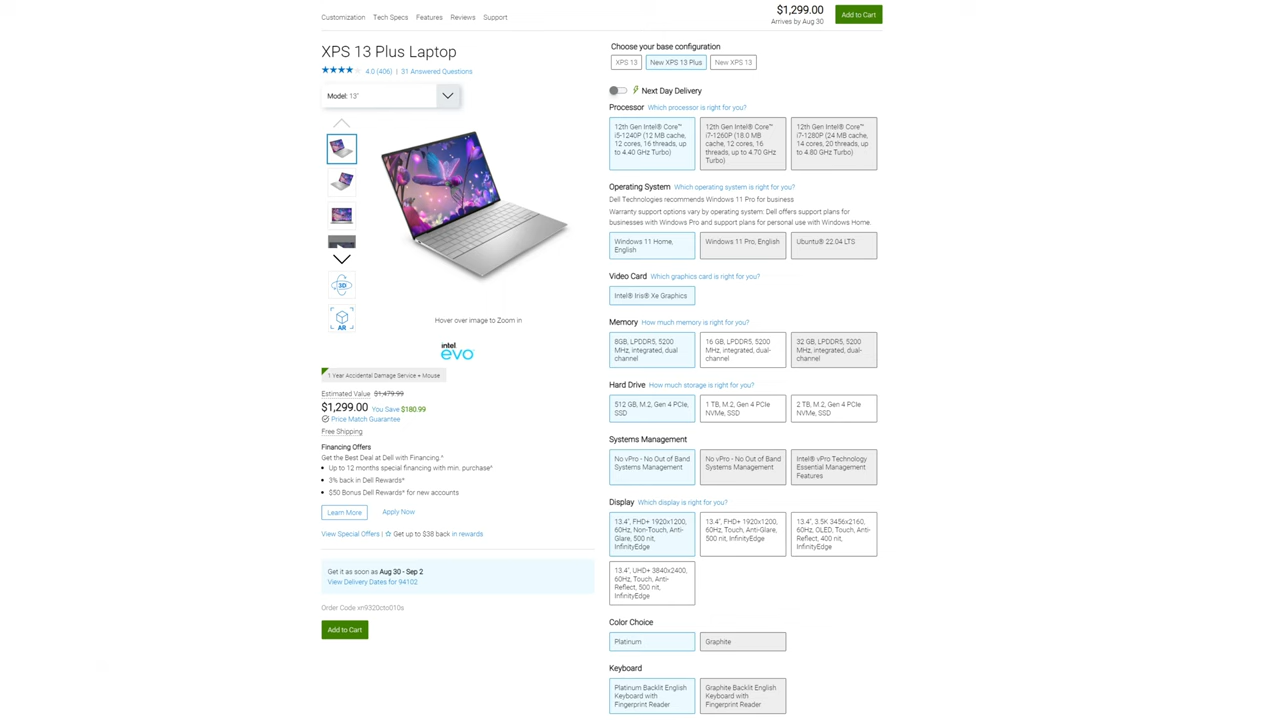 Customization Tech Specs Features Reviews Support
$1,299.00
Arrives by Aug 30
Add to Cart
XPS 13 Plus Laptop
4.0 (406) | 31 Answered Questions
Model: 13"
Hover over image to Zoom in
3D
AR
intel
evo
1 Year Accidental Damage Service + Mouse
Estimated Value $1,479.99
$1,299.00 You Save $180.99
Price Match Guarantee
Free Shipping
Financing Offers
Get the Best Deal at Dell with Financing.^
Up to 12 months special financing with min. purchase^
3% back in Dell Rewards^
$50 Bonus Dell Rewards^ for new accounts
Learn More Apply Now
View Special Offers | Get up to $38 back in rewards
Get it as soon as Aug 30 - Sep 2
View Delivery Dates for 94102
Order Code xn9320cto010s
Add to Cart
Choose your base configuration
XPS 13 New XPS 13 Plus New XPS 13
Next Day Delivery
Processor Which processor is right for you?
12th Gen Intel® Core™
i5-1240P (12 MB cache,
12 cores, 16 threads, up
to 4.40 GHz Turbo)
12th Gen Intel® Core™
i7-1260P (18.0 MB
cache, 12 cores, 16
threads, up to 4.70 GHz
Turbo)
12th Gen Intel® Core™
i7-1280P (24 MB cache,
14 cores, 20 threads, up
to 4.80 GHz Turbo)
Operating System Which operating system is right for you?
Dell Technologies recommends Windows 11 Pro for business
Warranty support options vary by operating system: Dell offers support plans for
businesses with Windows Pro and support plans for personal use with Windows Home.
Windows 11 Home,
English
Windows 11 Pro, English
Ubuntu® 22.04 LTS
Video Card Which graphics card is right for you?
Intel® Iris® Xe Graphics
Memory How much memory is right for you?
8GB, LPDDR5, 5200
MHz, integrated, dual
channel
16 GB, LPDDR5, 5200
MHz, integrated, dual-
channel
32 GB, LPDDR5, 5200
MHz, integrated, dual-
channel
Hard Drive How much storage is right for you?
512 GB, M.2, Gen 4 PCIe,
SSD
1 TB, M.2, Gen 4 PCIe
NVMe, SSD
2 TB, M.2, Gen 4 PCIe
NVMe, SSD
Systems Management
No vPro - No Out of Band
Systems Management
No vPro - No Out of Band
Systems Management
Intel® vPro Technology
Essential Management
Features
Display Which display is right for you?
13.4", FHD+ 1920x1200,
60Hz, Non-Touch, Anti-
Glare, 500 nit,
InfinityEdge
13.4", FHD+ 1920x1200,
60Hz, Touch, Anti-Glare,
500 nit, InfinityEdge
13.4", 3.5K 3456x2160,
60Hz, OLED, Touch, Anti-
Reflect, 400 nit,
InfinityEdge
13.4", UHD+ 3840x2400,
60Hz, Touch, Anti-
Reflect, 500 nit,
InfinityEdge
Color Choice
Platinum
Graphite
Keyboard
Platinum Backlit English
Keyboard with
Fingerprint Reader
Graphite Backlit English
Keyboard with
Fingerprint Reader